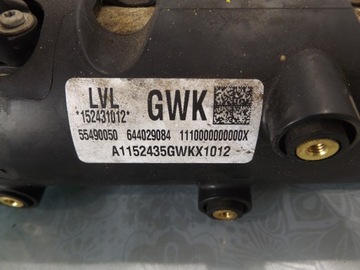 LVL GWK
*152431012*
55490050 644029084 1110000000000X
A1152435GWKX1012